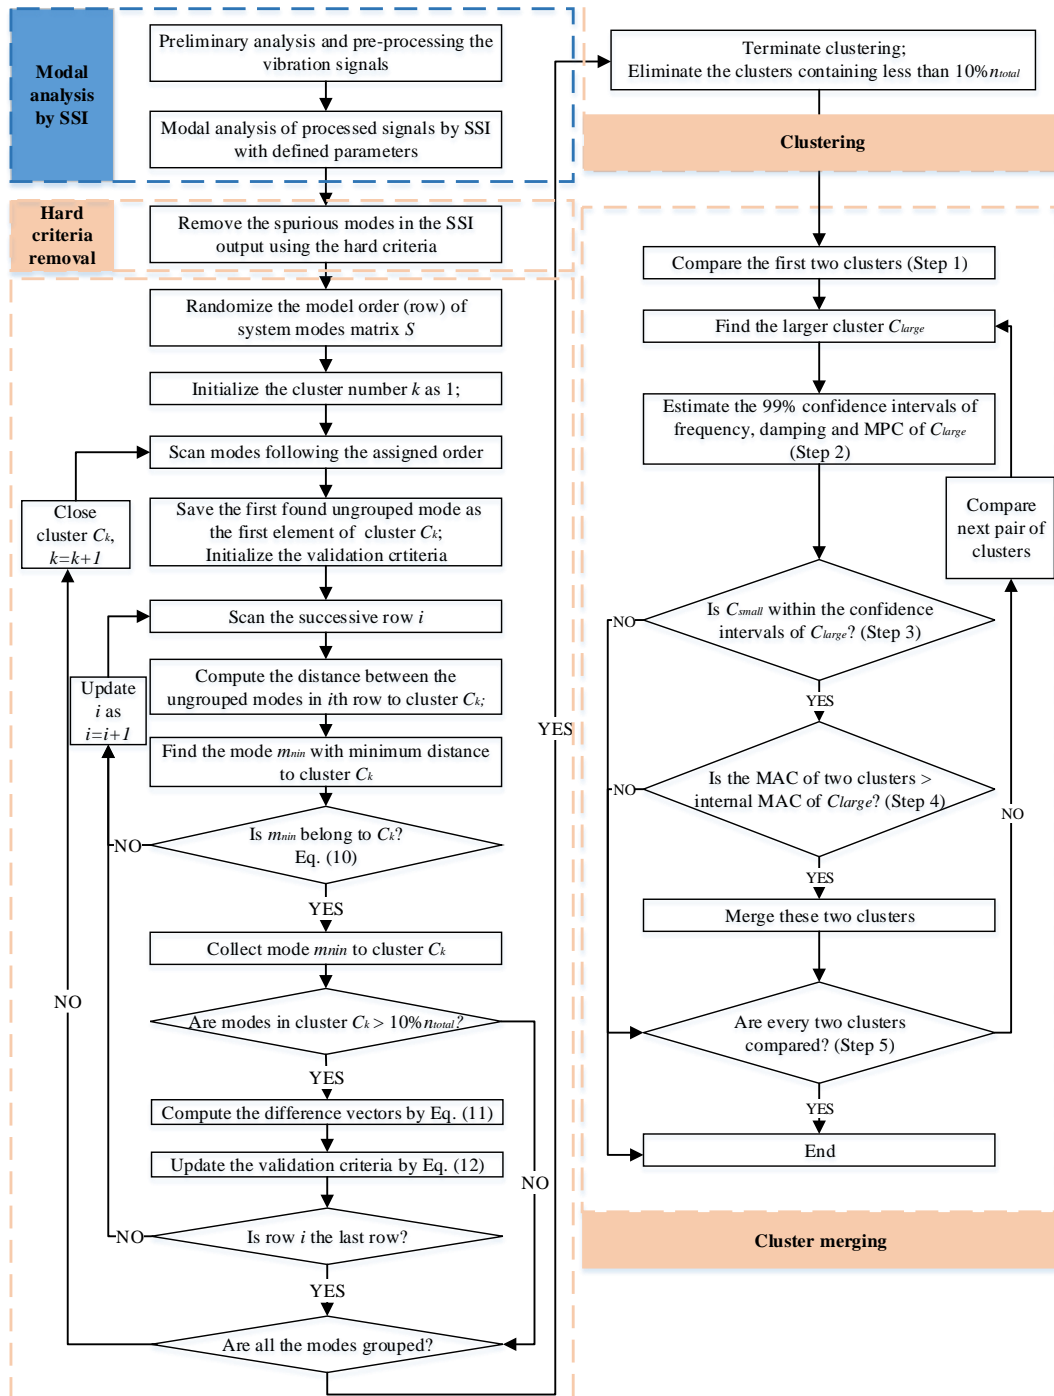 Modal
analysis
by SSI
Preliminary analysis and pre-processing the
vibration signals
Modal analysis of processed signals by SSI
with defined parameters
Hard
criteria
removal
Remove the spurious modes in the SSI
output using the hard criteria
Randomize the model order (row) of
system modes matrix S
Initialize the cluster number k as 1;
Scan modes following the assigned order
Close
cluster Ck,
k=k+1
Save the first found ungrouped mode as
the first element of cluster Ck;
Initialize the validation crtiteria
Scan the successive row i
Update
i as
i=i+1
Compute the distance between the
ungrouped modes in ith row to cluster Ck;
Find the mode mnin with minimum distance
to cluster Ck
Is mnin belong to Ck?
Eq. (10)
NO
YES
Collect mode mnin to cluster Ck
Are modes in cluster Ck > 10%ntotal?
NO
YES
Compute the difference vectors by Eq. (11)
Update the validation criteria by Eq. (12)
NO
Is row i the last row?
NO
YES
Are all the modes grouped?
YES
Terminate clustering;
Eliminate the clusters containing less than 10%ntotal
Clustering
Compare the first two clusters (Step 1)
Find the larger cluster Clarge
Estimate the 99% confidence intervals of
frequency, damping and MPC of Clarge
(Step 2)
Compare
next pair of
clusters
Is Csmall within the confidence
intervals of Clarge? (Step 3)
NO
YES
Is the MAC of two clusters >
internal MAC of Clarge? (Step 4)
NO
NO
YES
Merge these two clusters
Are every two clusters
compared? (Step 5)
YES
End
Cluster merging